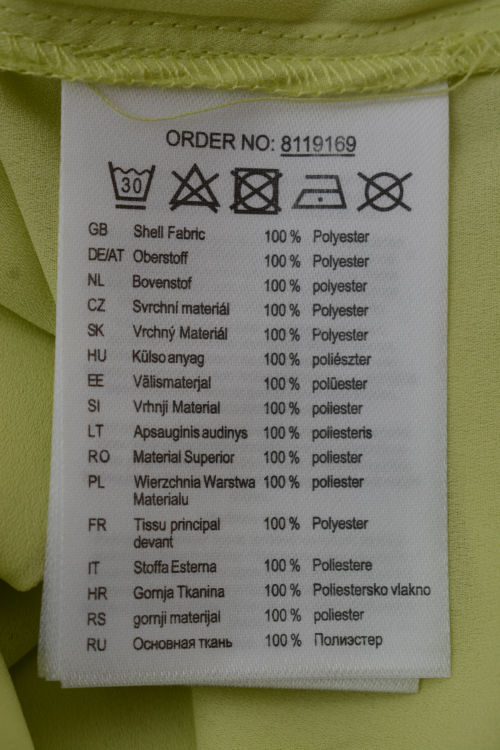 ORDER NO: 8119169
30
GB Shell Fabric 100 % Polyester
DE/AT Oberstoff 100 % Polyester
NL Bovenstof 100 % polyester
CZ Svrchní materiál 100 % Polyester
SK Vrchný Materiál 100 % Polyester
HU Külso anyag 100 % poliészter
EE Välismaterjal 100 % polüester
SI Vrhnji Material 100 % poliester
LT Apsauginis audinys 100 % poliesteris
RO Material Superior 100 % poliester
PL Wierzchnia Warstwa 100 % poliester
Materialu
FR Tissu principal 100 % Polyester
devant
IT Stoffa Esterna 100 % Poliestere
HR Gornja Tkanina 100 % Poliestersko vlakno
RS gornji materijal 100 % poliester
RU Основная ткань 100 % Полиэстер